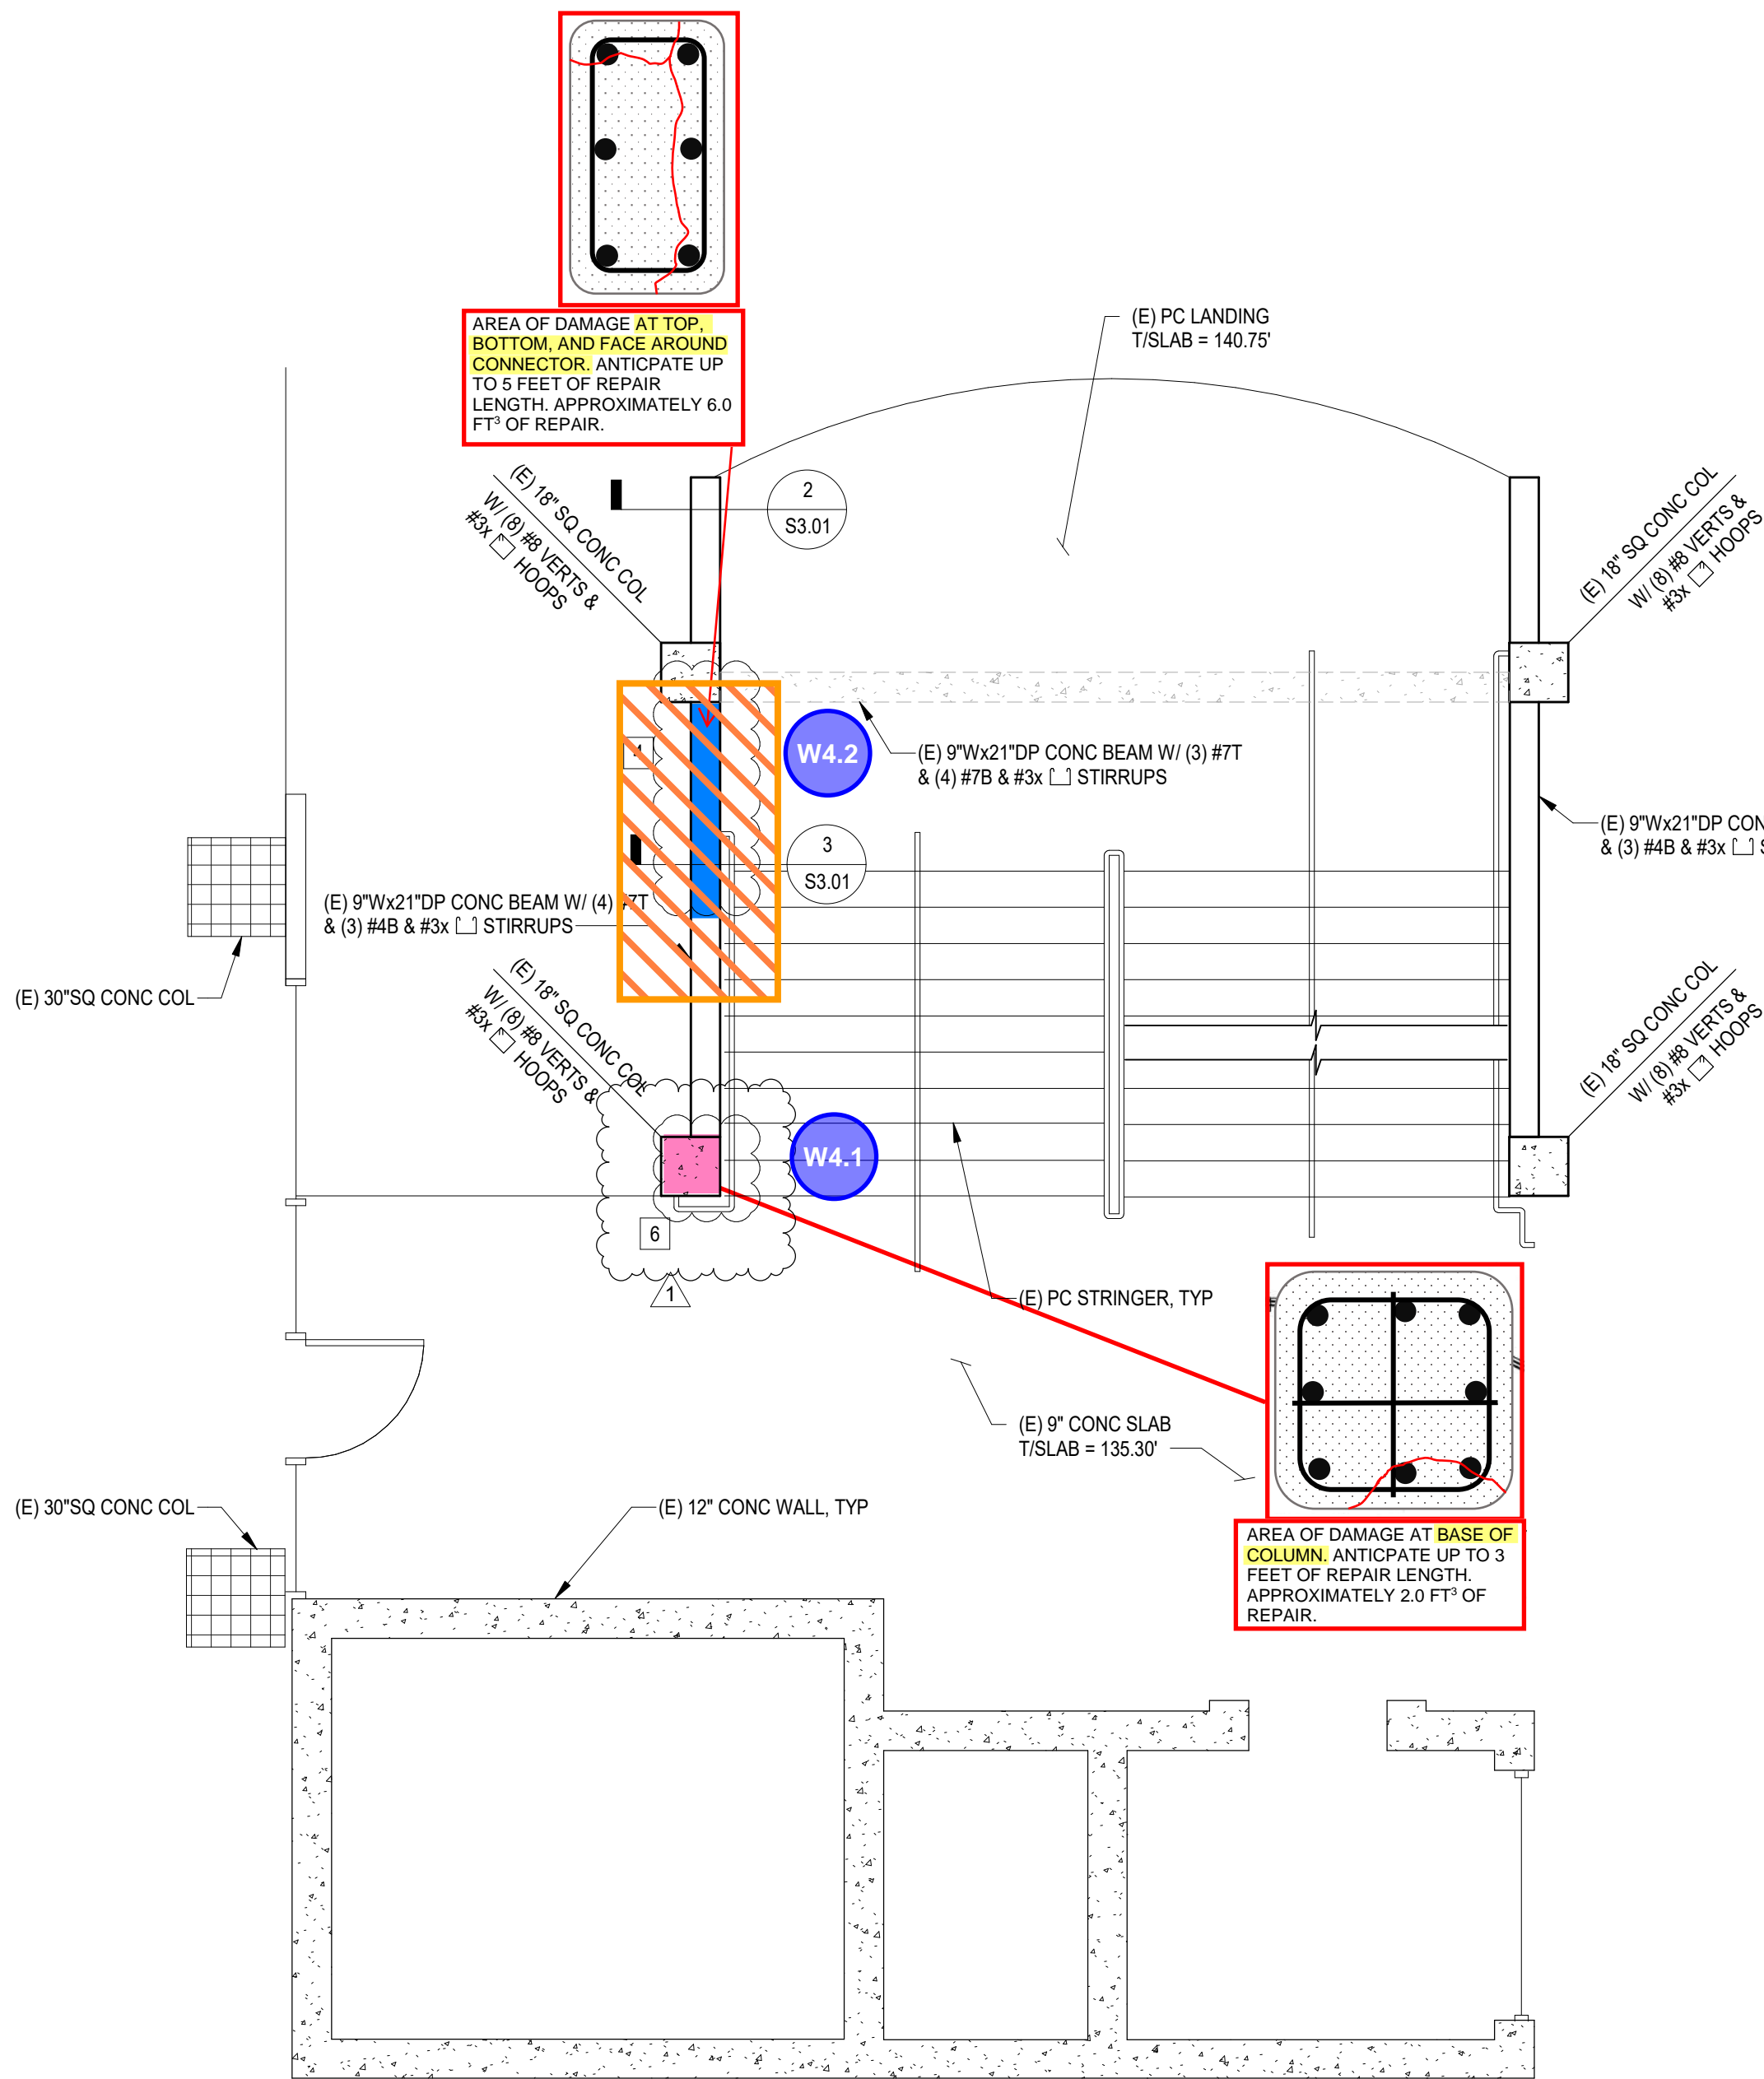 AREA OF DAMAGE AT TOP,
BOTTOM, AND FACE AROUND
CONNECTOR. ANTICPATE UP
TO 5 FEET OF REPAIR
LENGTH. APPROXIMATELY 6.0
FT³ OF REPAIR.
(E) PC LANDING
T/SLAB = 140.75'
2
S3.01
(E) 18" SQ CONC COL
W/ (8) #8 VERTS &
#3x HOOPS
(E) 18" SQ CONC COL
W/ (8) #8 VERTS &
#3x HOOPS
4
W4.2
(E) 9"Wx21"DP CONC BEAM W/ (3) #7T
& (4) #7B & #3x STIRRUPS
3
S3.01
(E) 9"Wx21"DP CON
& (3) #4B & #3x S
(E) 9"Wx21"DP CONC BEAM W/ (4) #7T
& (3) #4B & #3x STIRRUPS
(E) 30"SQ CONC COL
(E) 18" SQ CONC COL
W/ (8) #8 VERTS &
#3x HOOPS
(E) 18" SQ CONC COL
W/ (8) #8 VERTS &
#3x HOOPS
W4.1
6
1
(E) PC STRINGER, TYP
(E) 9" CONC SLAB
T/SLAB = 135.30'
(E) 30"SQ CONC COL
(E) 12" CONC WALL, TYP
AREA OF DAMAGE AT BASE OF
COLUMN. ANTICPATE UP TO 3
FEET OF REPAIR LENGTH.
APPROXIMATELY 2.0 FT³ OF
REPAIR.